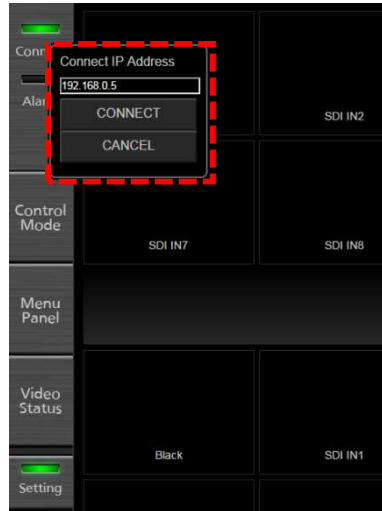 Conn
Connect IP Address
192.168.0.5
Alar
CONNECT
SDI IN2
CANCEL
Control
Mode
SDI IN7
SDI IN8
Menu
Panel
Video
Status
Black
SDI IN1
Setting